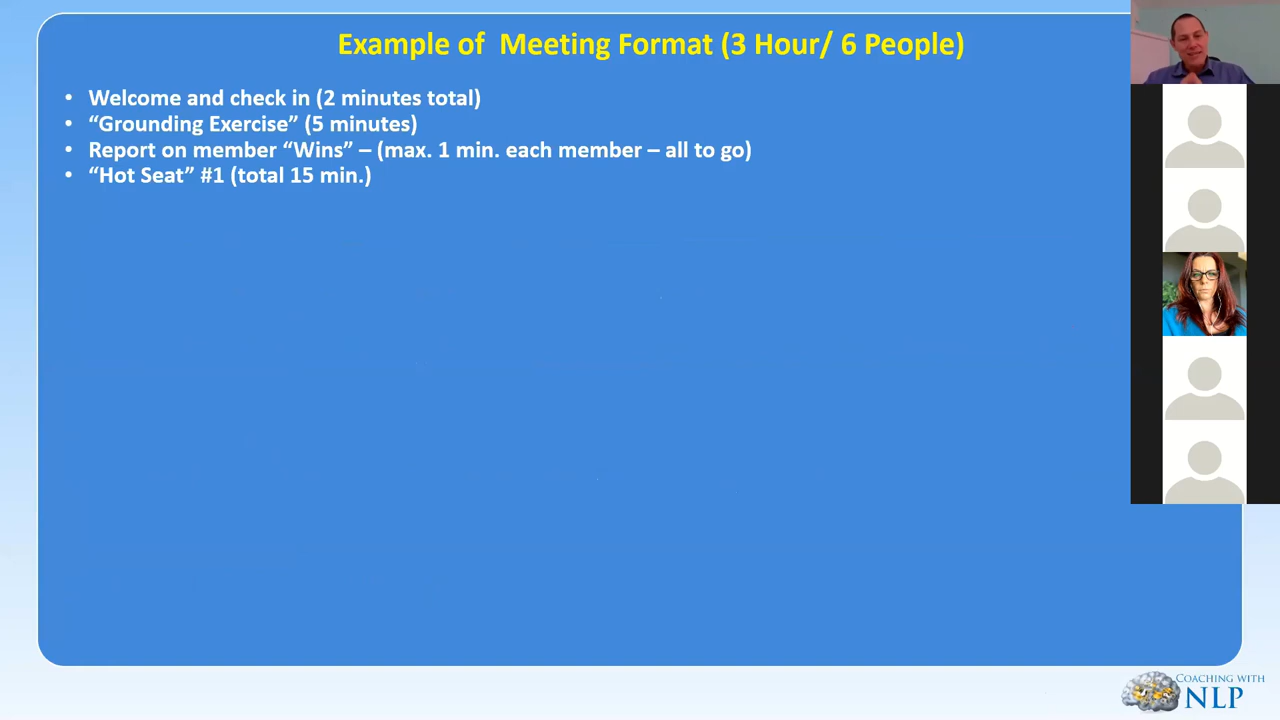 Example of  Meeting Format (3 Hour/ 6 People)
• Welcome and check in (2 minutes total)
• “Grounding Exercise” (5 minutes)
• Report on member “Wins” – (max. 1 min. each member – all to go)
• “Hot Seat” #1 (total 15 min.)
COACHING WITH
NLP